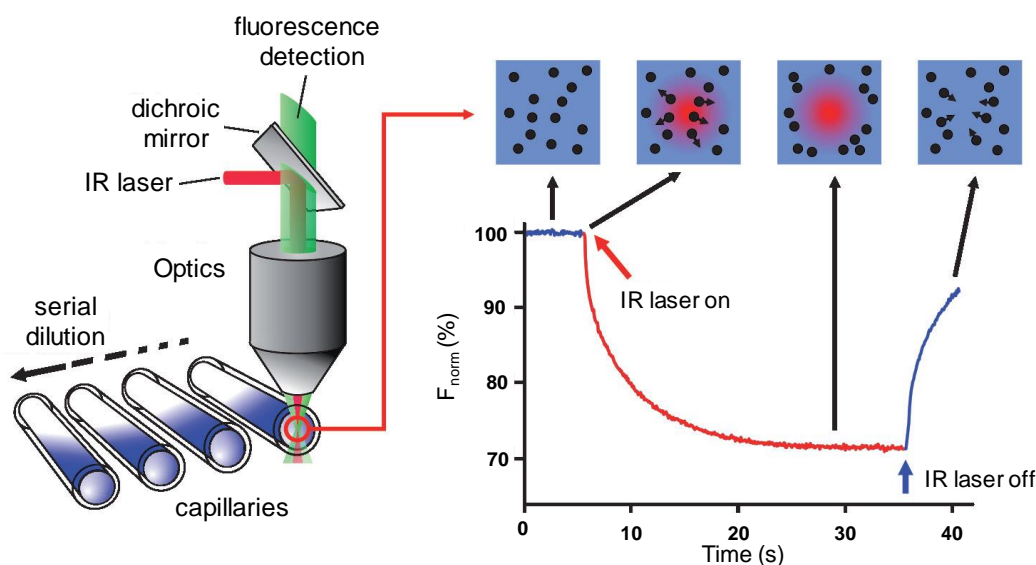 fluorescence
detection
dichroic
mirror
IR laser
Optics
serial
dilution
capillaries
F norm (%)
100
90
80
70
IR laser on
IR laser off
0
10
20
30
40
Time (s)